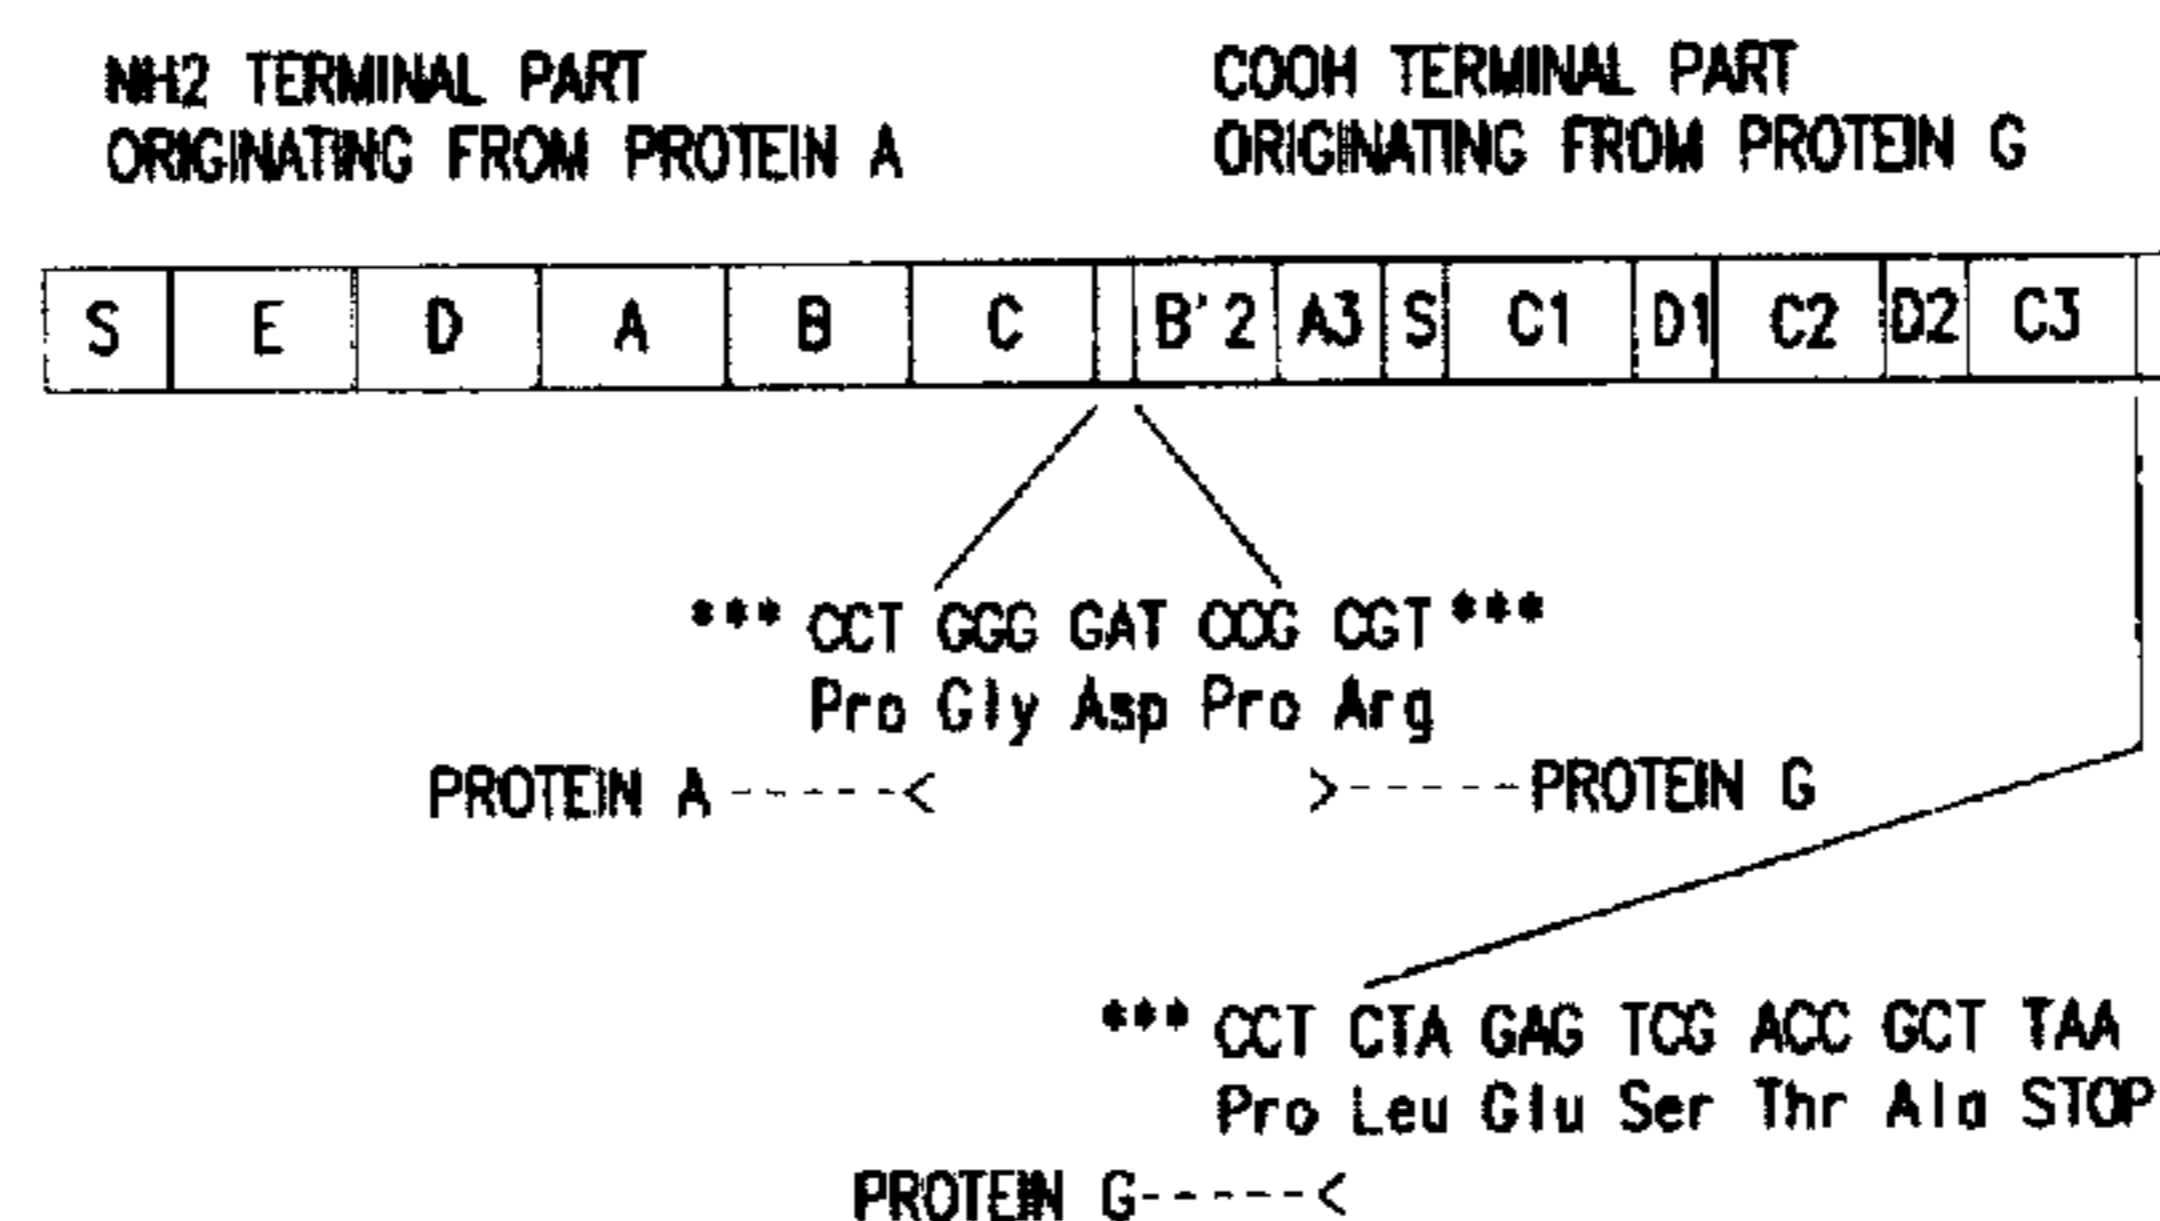 NH2 TERMINAL PART
ORIGINATING FROM PROTEIN A
COOH TERMINAL PART
ORIGINATING FROM PROTEIN G
S E D A B C B'2 A3 S C1 D1 C2 D2 C3
*** CCT GGG GAT CCG CGT ***
Pro Gly Asp Pro Arg
PROTEIN A ------< >------PROTEIN G
*** CCT CTA GAG TCG ACC GCT TAA
Pro Leu Glu Ser Thr Ala STOP
PROTEIN G------<